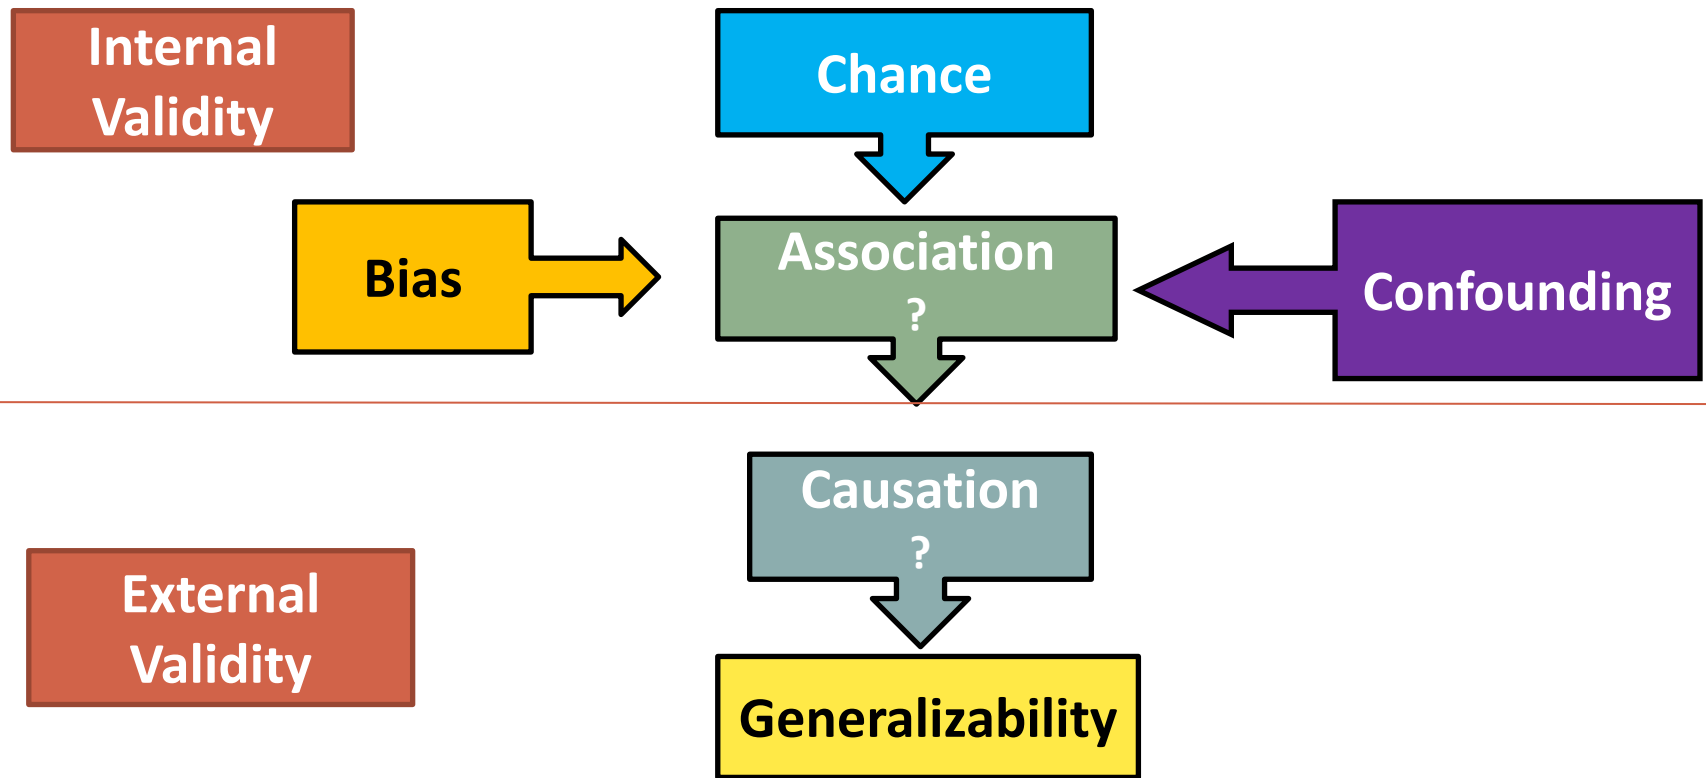 Internal
Validity
Chance
Bias
Association
?
Confounding
Causation
?
External
Validity
Generalizability